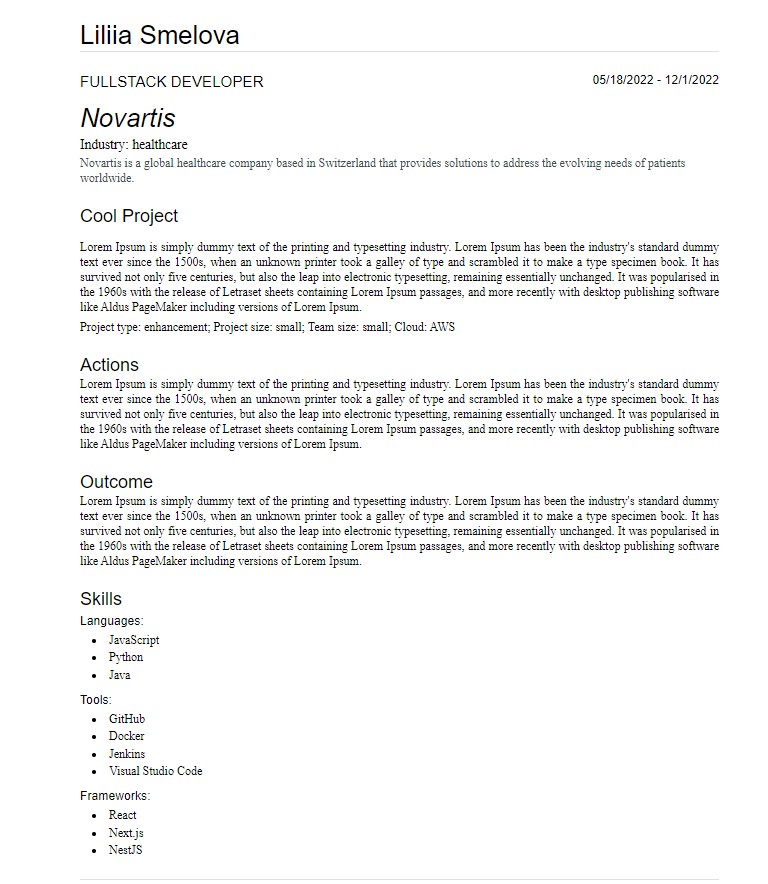 Liliia Smelova
FULLSTACK DEVELOPER 05/18/2022 - 12/1/2022
Novartis
Industry: healthcare
Novartis is a global healthcare company based in Switzerland that provides solutions to address the evolving needs of patients
worldwide.
Cool Project
Lorem Ipsum is simply dummy text of the printing and typesetting industry. Lorem Ipsum has been the industry's standard dummy
text ever since the 1500s, when an unknown printer took a galley of type and scrambled it to make a type specimen book. It has
survived not only five centuries, but also the leap into electronic typesetting, remaining essentially unchanged. It was popularised in
the 1960s with the release of Letraset sheets containing Lorem Ipsum passages, and more recently with desktop publishing software
like Aldus PageMaker including versions of Lorem Ipsum.
Project type: enhancement; Project size: small; Team size: small; Cloud: AWS
Actions
Lorem Ipsum is simply dummy text of the printing and typesetting industry. Lorem Ipsum has been the industry's standard dummy
text ever since the 1500s, when an unknown printer took a galley of type and scrambled it to make a type specimen book. It has
survived not only five centuries, but also the leap into electronic typesetting, remaining essentially unchanged. It was popularised in
the 1960s with the release of Letraset sheets containing Lorem Ipsum passages, and more recently with desktop publishing software
like Aldus PageMaker including versions of Lorem Ipsum.
Outcome
Lorem Ipsum is simply dummy text of the printing and typesetting industry. Lorem Ipsum has been the industry's standard dummy
text ever since the 1500s, when an unknown printer took a galley of type and scrambled it to make a type specimen book. It has
survived not only five centuries, but also the leap into electronic typesetting, remaining essentially unchanged. It was popularised in
the 1960s with the release of Letraset sheets containing Lorem Ipsum passages, and more recently with desktop publishing software
like Aldus PageMaker including versions of Lorem Ipsum.
Skills
Languages:
• JavaScript
• Python
• Java
Tools:
• GitHub
• Docker
• Jenkins
• Visual Studio Code
Frameworks:
• React
• Next.js
• NestJS